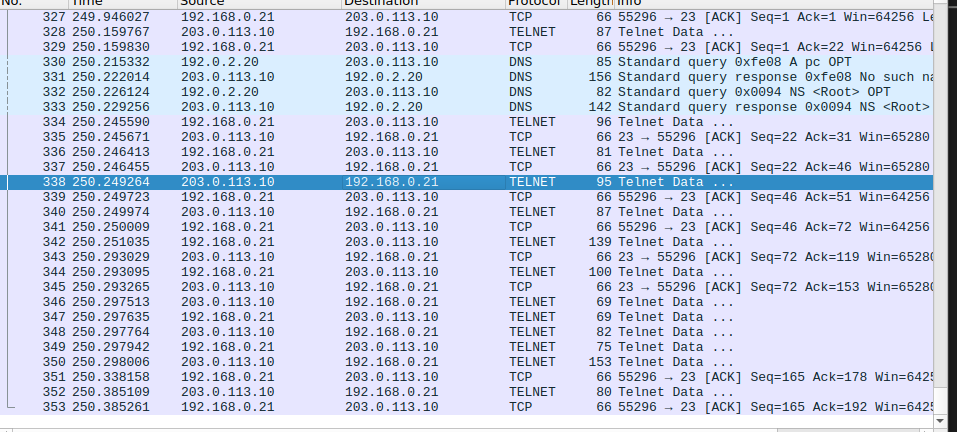 No. Time Source Destination Protocol Length Info
327 249.946027 192.168.0.21 203.0.113.10 TCP 66 55296 → 23 [ACK] Seq=1 Ack=1 Win=64256 Le
328 250.159767 203.0.113.10 192.168.0.21 TELNET 87 Telnet Data ...
329 250.159830 192.168.0.21 203.0.113.10 TCP 66 55296 → 23 [ACK] Seq=1 Ack=22 Win=64256 L
330 250.215332 192.0.2.20 203.0.113.10 DNS 85 Standard query 0xfe08 A pc OPT
331 250.222014 203.0.113.10 192.0.2.20 DNS 156 Standard query response 0xfe08 No such na
332 250.226124 192.0.2.20 203.0.113.10 DNS 82 Standard query 0x0094 NS <Root> OPT
333 250.229256 203.0.113.10 192.0.2.20 DNS 142 Standard query response 0x0094 NS <Root>
334 250.245590 192.168.0.21 203.0.113.10 TELNET 96 Telnet Data ...
335 250.245671 203.0.113.10 192.168.0.21 TCP 66 23 → 55296 [ACK] Seq=22 Ack=31 Win=65280
336 250.246413 192.168.0.21 203.0.113.10 TELNET 81 Telnet Data ...
337 250.246455 203.0.113.10 192.168.0.21 TCP 66 23 → 55296 [ACK] Seq=22 Ack=46 Win=65280
338 250.249264 203.0.113.10 192.168.0.21 TELNET 95 Telnet Data ...
339 250.249723 192.168.0.21 203.0.113.10 TCP 66 55296 → 23 [ACK] Seq=46 Ack=51 Win=64256
340 250.249974 203.0.113.10 192.168.0.21 TELNET 87 Telnet Data ...
341 250.250009 192.168.0.21 203.0.113.10 TCP 66 55296 → 23 [ACK] Seq=46 Ack=72 Win=64256
342 250.251035 192.168.0.21 203.0.113.10 TELNET 139 Telnet Data ...
343 250.293029 203.0.113.10 192.168.0.21 TCP 66 23 → 55296 [ACK] Seq=72 Ack=119 Win=65280
344 250.293095 192.168.0.21 203.0.113.10 TELNET 100 Telnet Data ...
345 250.293265 203.0.113.10 192.168.0.21 TCP 66 23 → 55296 [ACK] Seq=72 Ack=153 Win=65280
346 250.297513 203.0.113.10 192.168.0.21 TELNET 69 Telnet Data ...
347 250.297635 192.168.0.21 203.0.113.10 TELNET 69 Telnet Data ...
348 250.297764 203.0.113.10 192.168.0.21 TELNET 82 Telnet Data ...
349 250.297942 192.168.0.21 203.0.113.10 TELNET 75 Telnet Data ...
350 250.298006 203.0.113.10 192.168.0.21 TELNET 153 Telnet Data ...
351 250.338158 192.168.0.21 203.0.113.10 TCP 66 55296 → 23 [ACK] Seq=165 Ack=178 Win=6425
352 250.385109 203.0.113.10 192.168.0.21 TELNET 80 Telnet Data ...
353 250.385261 192.168.0.21 203.0.113.10 TCP 66 55296 → 23 [ACK] Seq=165 Ack=192 Win=6425